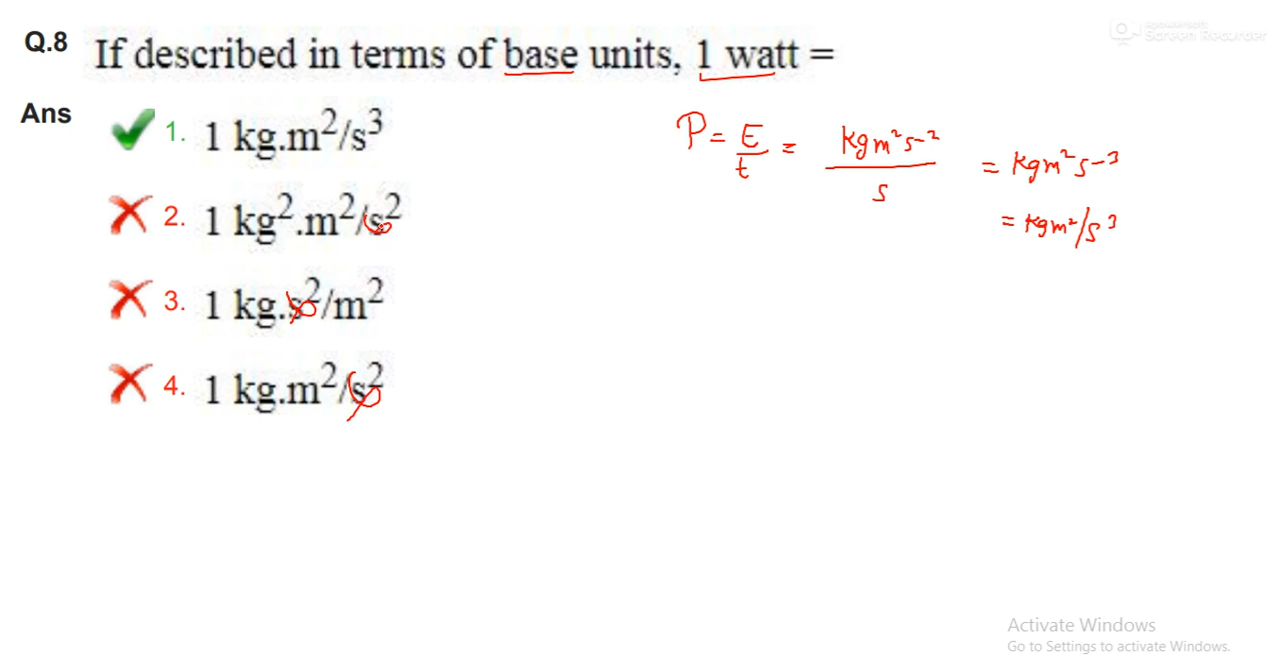 Q.8 If described in terms of base units, 1 watt =
Ans
1. 1 kg.m²/s³
2. 1 kg².m²/s²
3. 1 kg.s²/m²
4. 1 kg.m²/s²
P = E/t = kgm²s-²/s = kgm²s-³
= kgm²/s³
Screen Recorder
Activate Windows
Go to Settings to activate Windows.